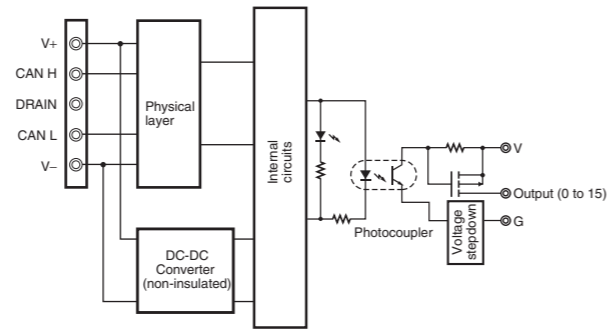 V+
CAN H
DRAIN
CAN L
V−
Physical
layer
DC-DC
Converter
(non-insulated)
Internal
circuits
Photocoupler
Voltage
stepdown
V
Output (0 to 15)
G